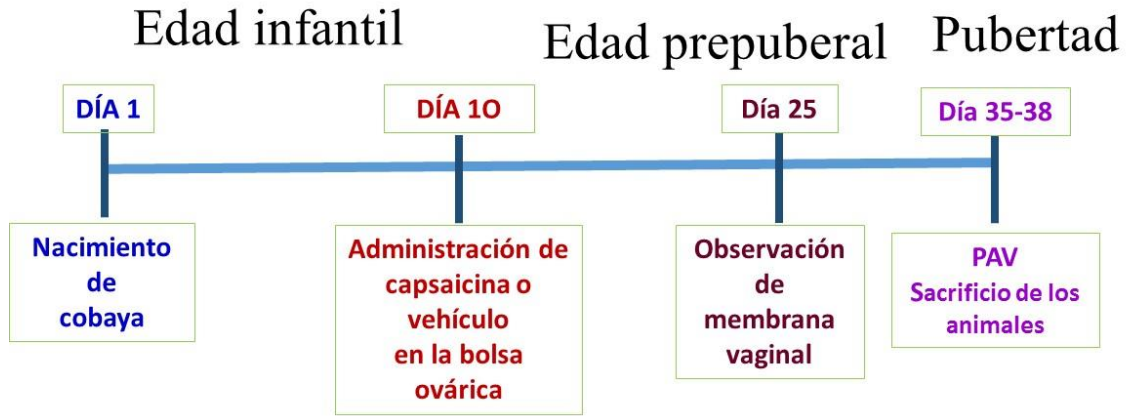 Edad infantil
Edad prepuberal
Pubertad
DÍA 1
DÍA 1O
Día 25
Día 35-38
Nacimiento
de
cobaya
Administración de
capsaicina o
vehículo
en la bolsa
ovárica
Observación
de
membrana
vaginal
PAV
Sacrificio de los
animales